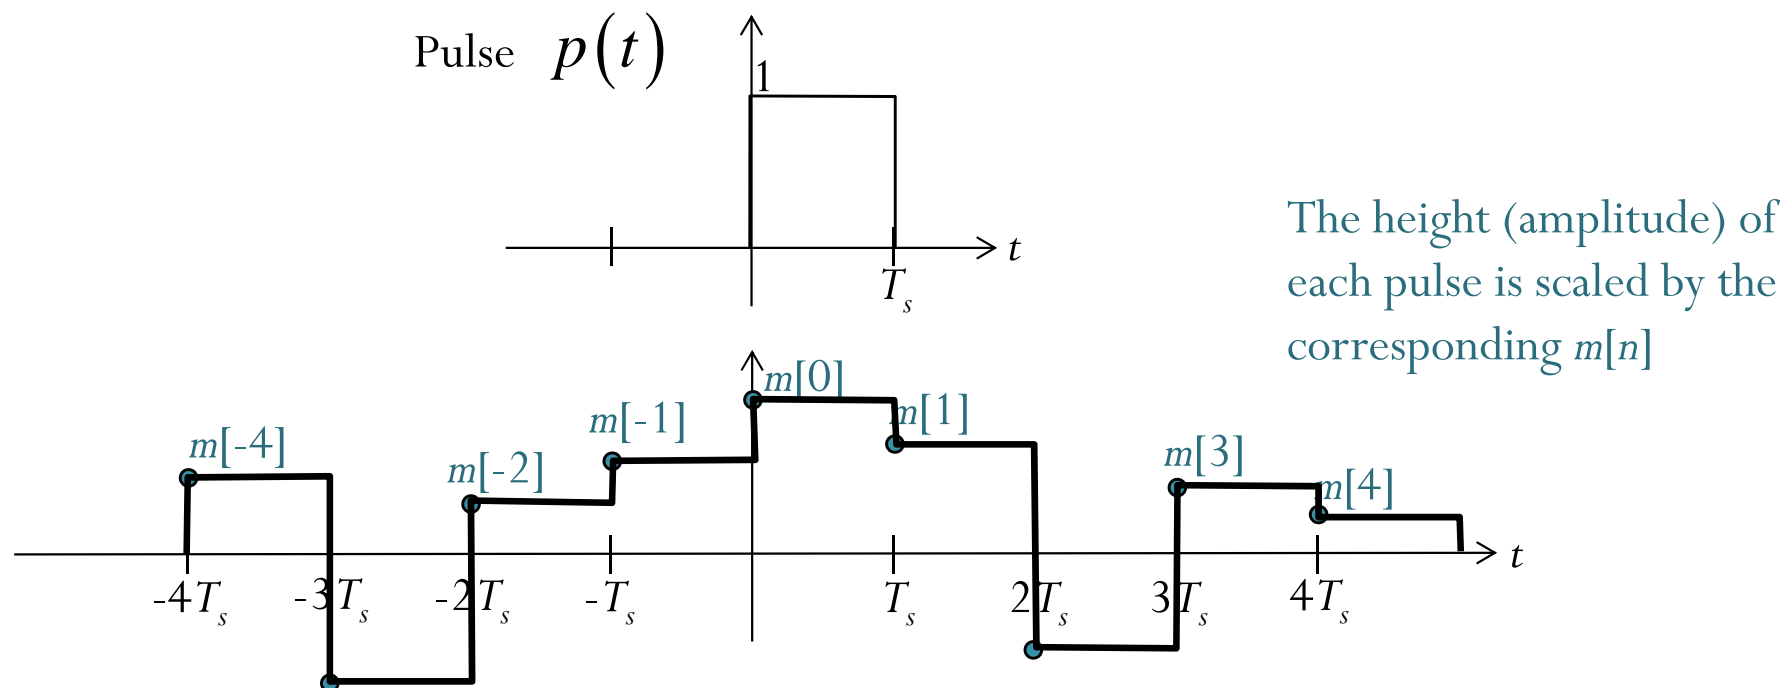 Pulse p(t)
1
t
T_s
The height (amplitude) of
each pulse is scaled by the
corresponding m[n]
m[0]
m[-1]
m[1]
m[-4]
m[-2]
m[3]
m[4]
t
-4T_s -3T_s -2T_s -T_s T_s 2T_s 3T_s 4T_s